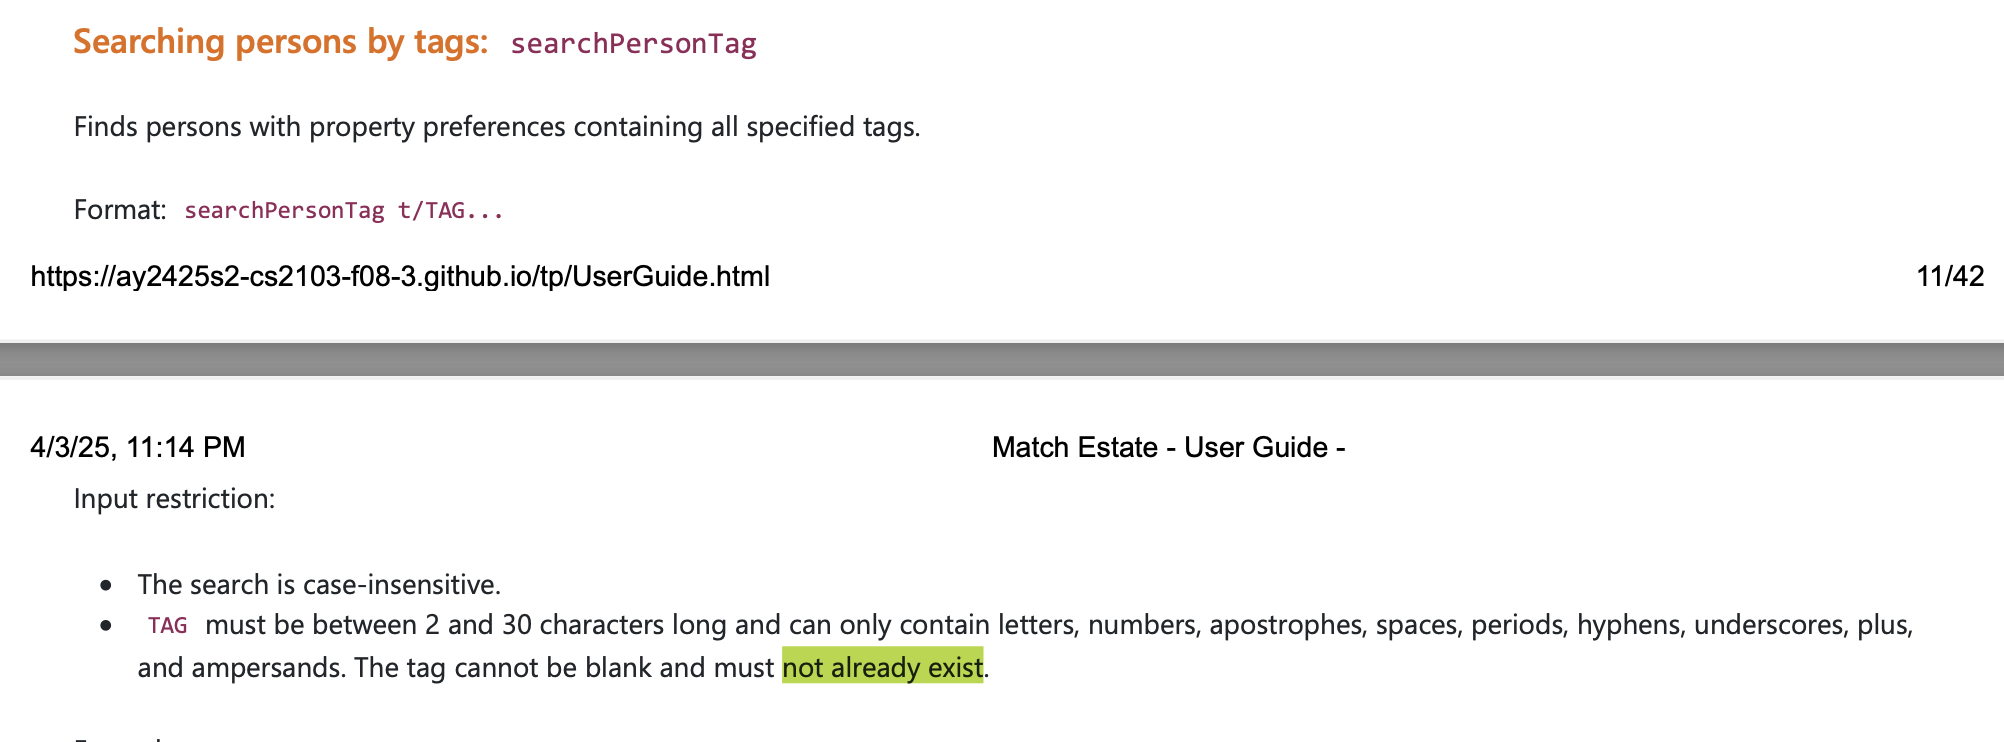 Searching persons by tags: searchPersonTag
Finds persons with property preferences containing all specified tags.
Format: searchPersonTag t/TAG...
https://ay2425s2-cs2103-f08-3.github.io/tp/UserGuide.html 11/42
4/3/25, 11:14 PM Match Estate - User Guide -
Input restriction:
• The search is case-insensitive.
• TAG must be between 2 and 30 characters long and can only contain letters, numbers, apostrophes, spaces, periods, hyphens, underscores, plus,
and ampersands. The tag cannot be blank and must not already exist.